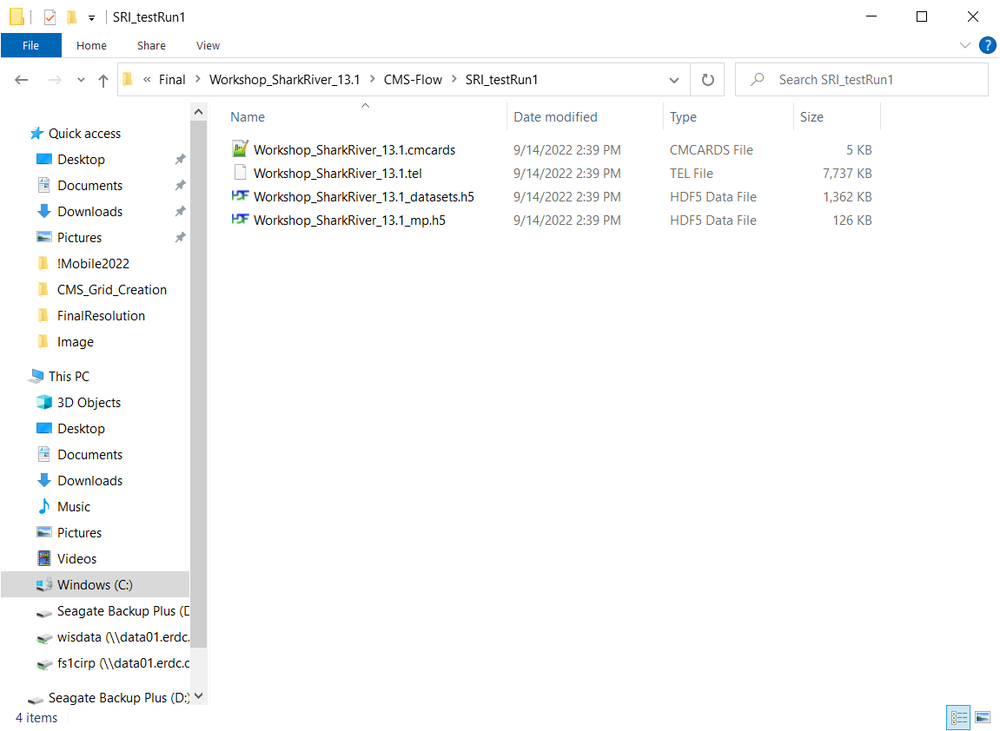 SRI_testRun1
File Home Share View
« Final > Workshop_SharkRiver_13.1 > CMS-Flow > SRI_testRun1
Search SRI_testRun1
Quick access
Desktop
Documents
Downloads
Pictures
!Mobile2022
CMS_Grid_Creation
FinalResolution
Image
This PC
3D Objects
Desktop
Documents
Downloads
Music
Pictures
Videos
Windows (C:)
Seagate Backup Plus (D
wisdata (\\data01.erdc.
fs1cirp (\\data01.erdc.c
Seagate Backup Plus (D:)
Name Date modified Type Size
Workshop_SharkRiver_13.1.cmcards 9/14/2022 2:39 PM CMCARDS File 5 KB
Workshop_SharkRiver_13.1.tel 9/14/2022 2:39 PM TEL File 7,737 KB
Workshop_SharkRiver_13.1_datasets.h5 9/14/2022 2:39 PM HDF5 Data File 1,362 KB
Workshop_SharkRiver_13.1_mp.h5 9/14/2022 2:39 PM HDF5 Data File 126 KB
4 items